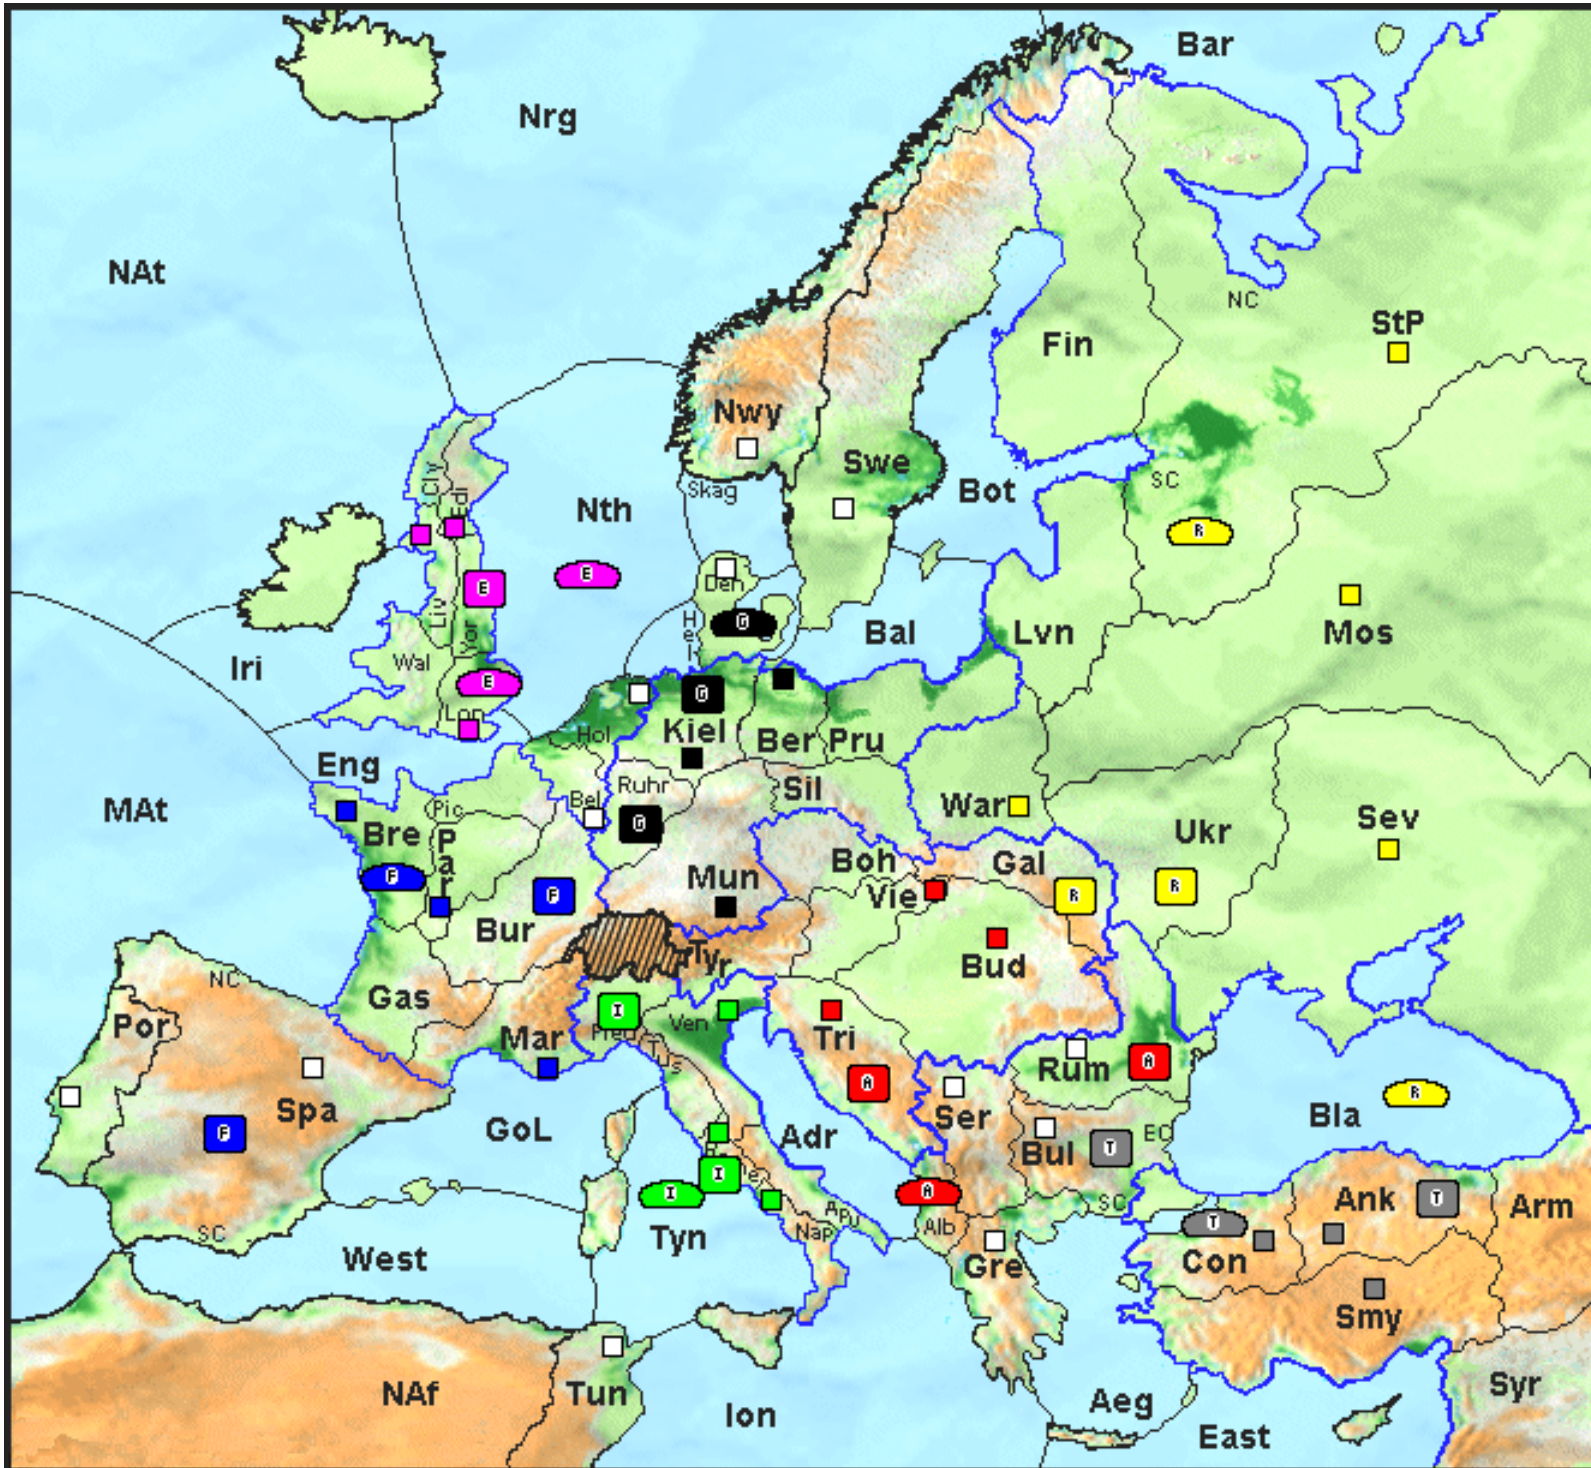 Bar
Nrg
NAt
NC
StP
Fin
Nwy
Swe
SC
Cly
Edi
Skag
Bot
Nth
R
E
E
Den
Hel
G
Liv
Yor
Bal
Lvn
Mos
Iri
Wal
E
G
Lon
Hol
Kiel
Ber
Pru
Eng
Ruhr
Sil
MAt
Pic
Bel
War
Sev
Bre
Par
G
Ukr
Boh
Gal
F
F
Mun
Vie
R
R
Bur
Tyr
Bud
NC
Gas
I
Por
Mar
Pied
Ven
Tri
Tus
Rum
A
A
Spa
Ser
R
Bla
F
GoL
Adr
Bul
T
EC
I
I
A
Ank
T
Arm
SC
Tyn
Nap
Apu
Alb
SC
T
West
Gre
Con
Smy
NAf
Tun
Ion
Aeg
Syr
East